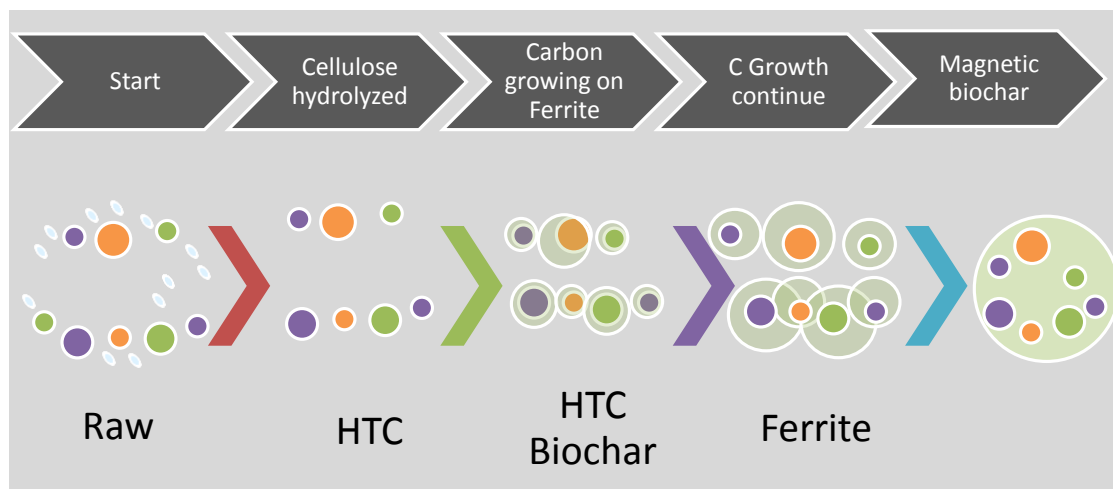 Start
Cellulose
hydrolyzed
Carbon
growing on
Ferrite
C Growth
continue
Magnetic
biochar
Raw
HTC
HTC
Biochar
Ferrite